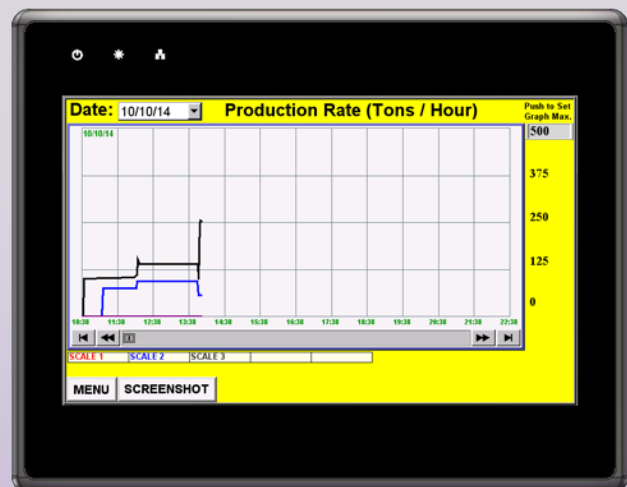 Date: 10/10/14 Production Rate (Tons / Hour) Push to Set
Graph Max.
10/10/14
500
375
250
125
0
10:38 11:38 12:38 13:38 14:38 15:38 16:38 17:38 18:38 19:38 20:38 21:38 22:38
SCALE 1 SCALE 2 SCALE 3
MENU SCREENSHOT